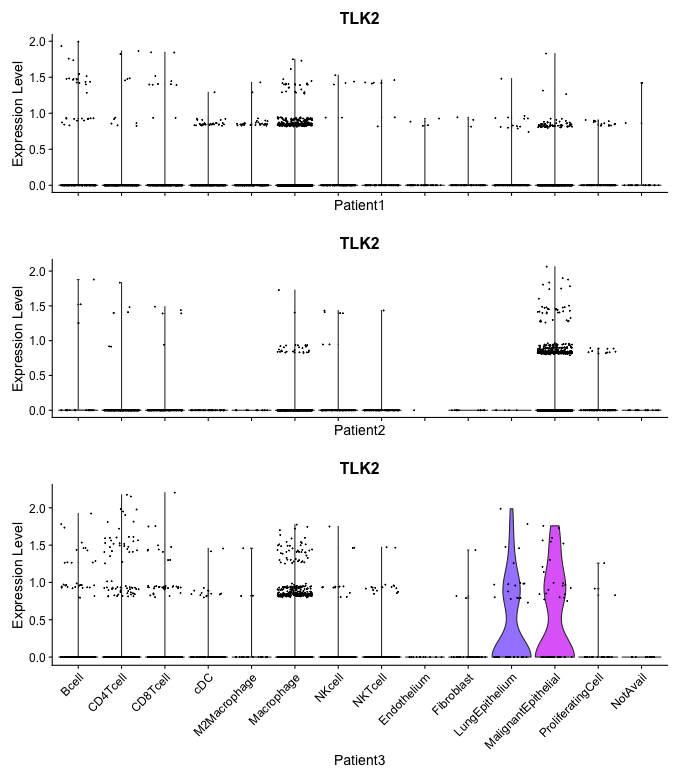 TLK2
Expression Level
2.0
1.5
1.0
0.5
0.0
Patient1
TLK2
Expression Level
2.0
1.5
1.0
0.5
0.0
Patient2
TLK2
Expression Level
2.0
1.5
1.0
0.5
0.0
Bcell
CD4Tcell
CD8Tcell
cDC
M2Macrophage
Macrophage
NKcell
NKTcell
Endothelium
Fibroblast
LungEpithelium
MalignantEpithelial
ProliferatingCell
NotAvail
Patient3